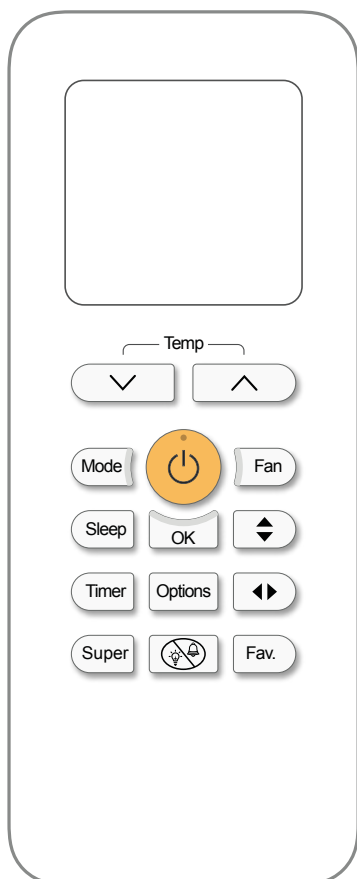 Temp
Mode
Fan
Sleep
OK
Timer
Options
Super
Fav.